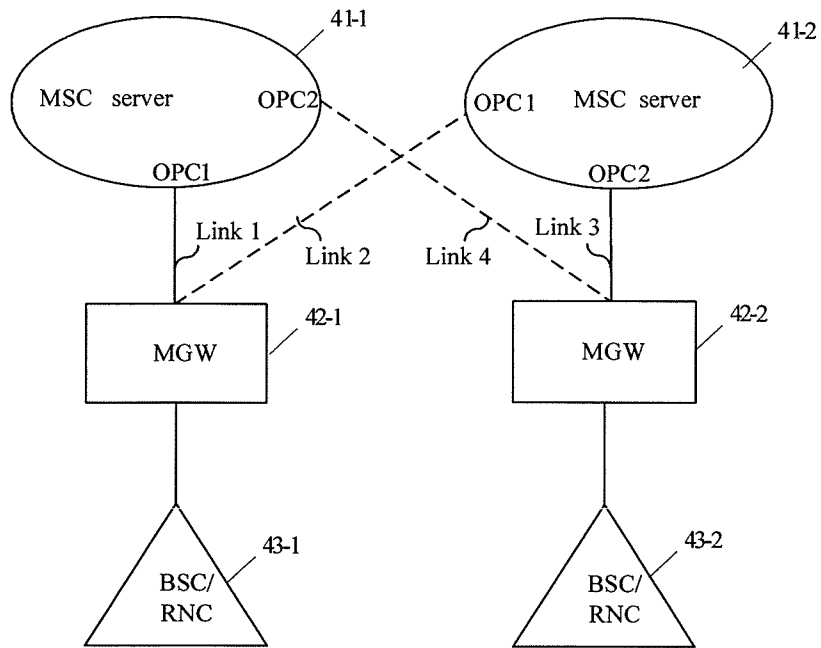 41-1
41-2
MSC server
OPC2
OPC1
OPC1
MSC server
OPC2
Link 1
Link 2
Link 4
Link 3
42-1
MGW
42-2
MGW
43-1
BSC/
RNC
43-2
BSC/
RNC